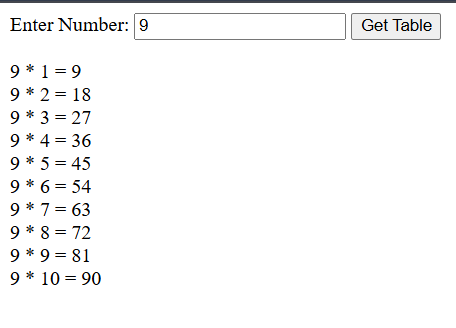 Enter Number: 9 Get Table
9 * 1 = 9
9 * 2 = 18
9 * 3 = 27
9 * 4 = 36
9 * 5 = 45
9 * 6 = 54
9 * 7 = 63
9 * 8 = 72
9 * 9 = 81
9 * 10 = 90